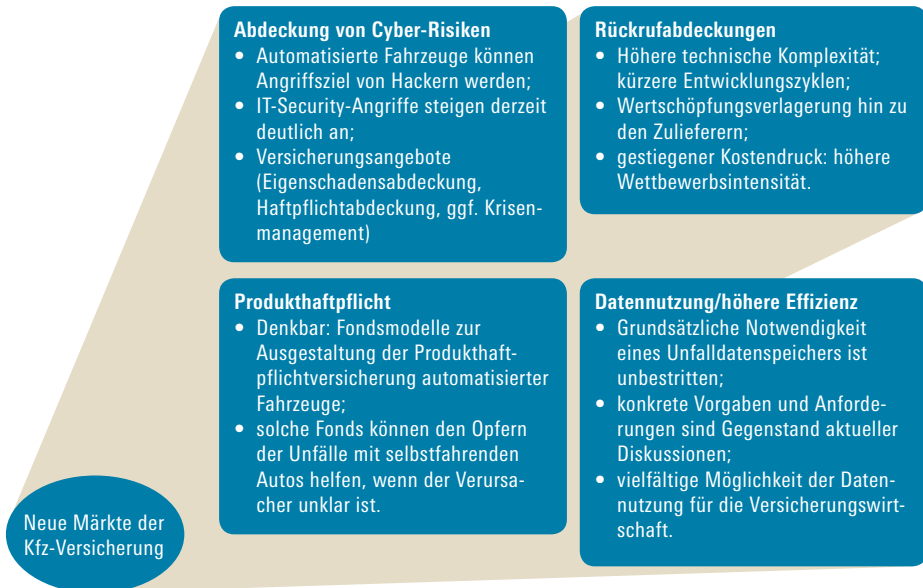 Abdeckung von Cyber-Risiken
• Automatisierte Fahrzeuge können
Angriffsziel von Hackern werden;
• IT-Security-Angriffe steigen derzeit
deutlich an;
• Versicherungsangebote
(Eigenschadensabdeckung,
Haftpflichtabdeckung, ggf. Krisen-
management)
Rückrufabdeckungen
• Höhere technische Komplexität;
kürzere Entwicklungszyklen;
• Wertschöpfungsverlagerung hin zu
den Zulieferern;
• gestiegener Kostendruck: höhere
Wettbewerbsintensität.
Produkthaftpflicht
• Denkbar: Fondsmodelle zur
Ausgestaltung der Produkthaft-
pflichtversicherung automatisierter
Fahrzeuge;
• solche Fonds können den Opfern
der Unfälle mit selbstfahrenden
Autos helfen, wenn der Verursa-
cher unklar ist.
Datennutzung/höhere Effizienz
• Grundsätzliche Notwendigkeit
eines Unfalldatenspeichers ist
unbestritten;
• konkrete Vorgaben und Anforde-
rungen sind Gegenstand aktueller
Diskussionen;
• vielfältige Möglichkeit der Daten-
nutzung für die Versicherungswirt-
schaft.
Neue Märkte der
Kfz-Versicherung